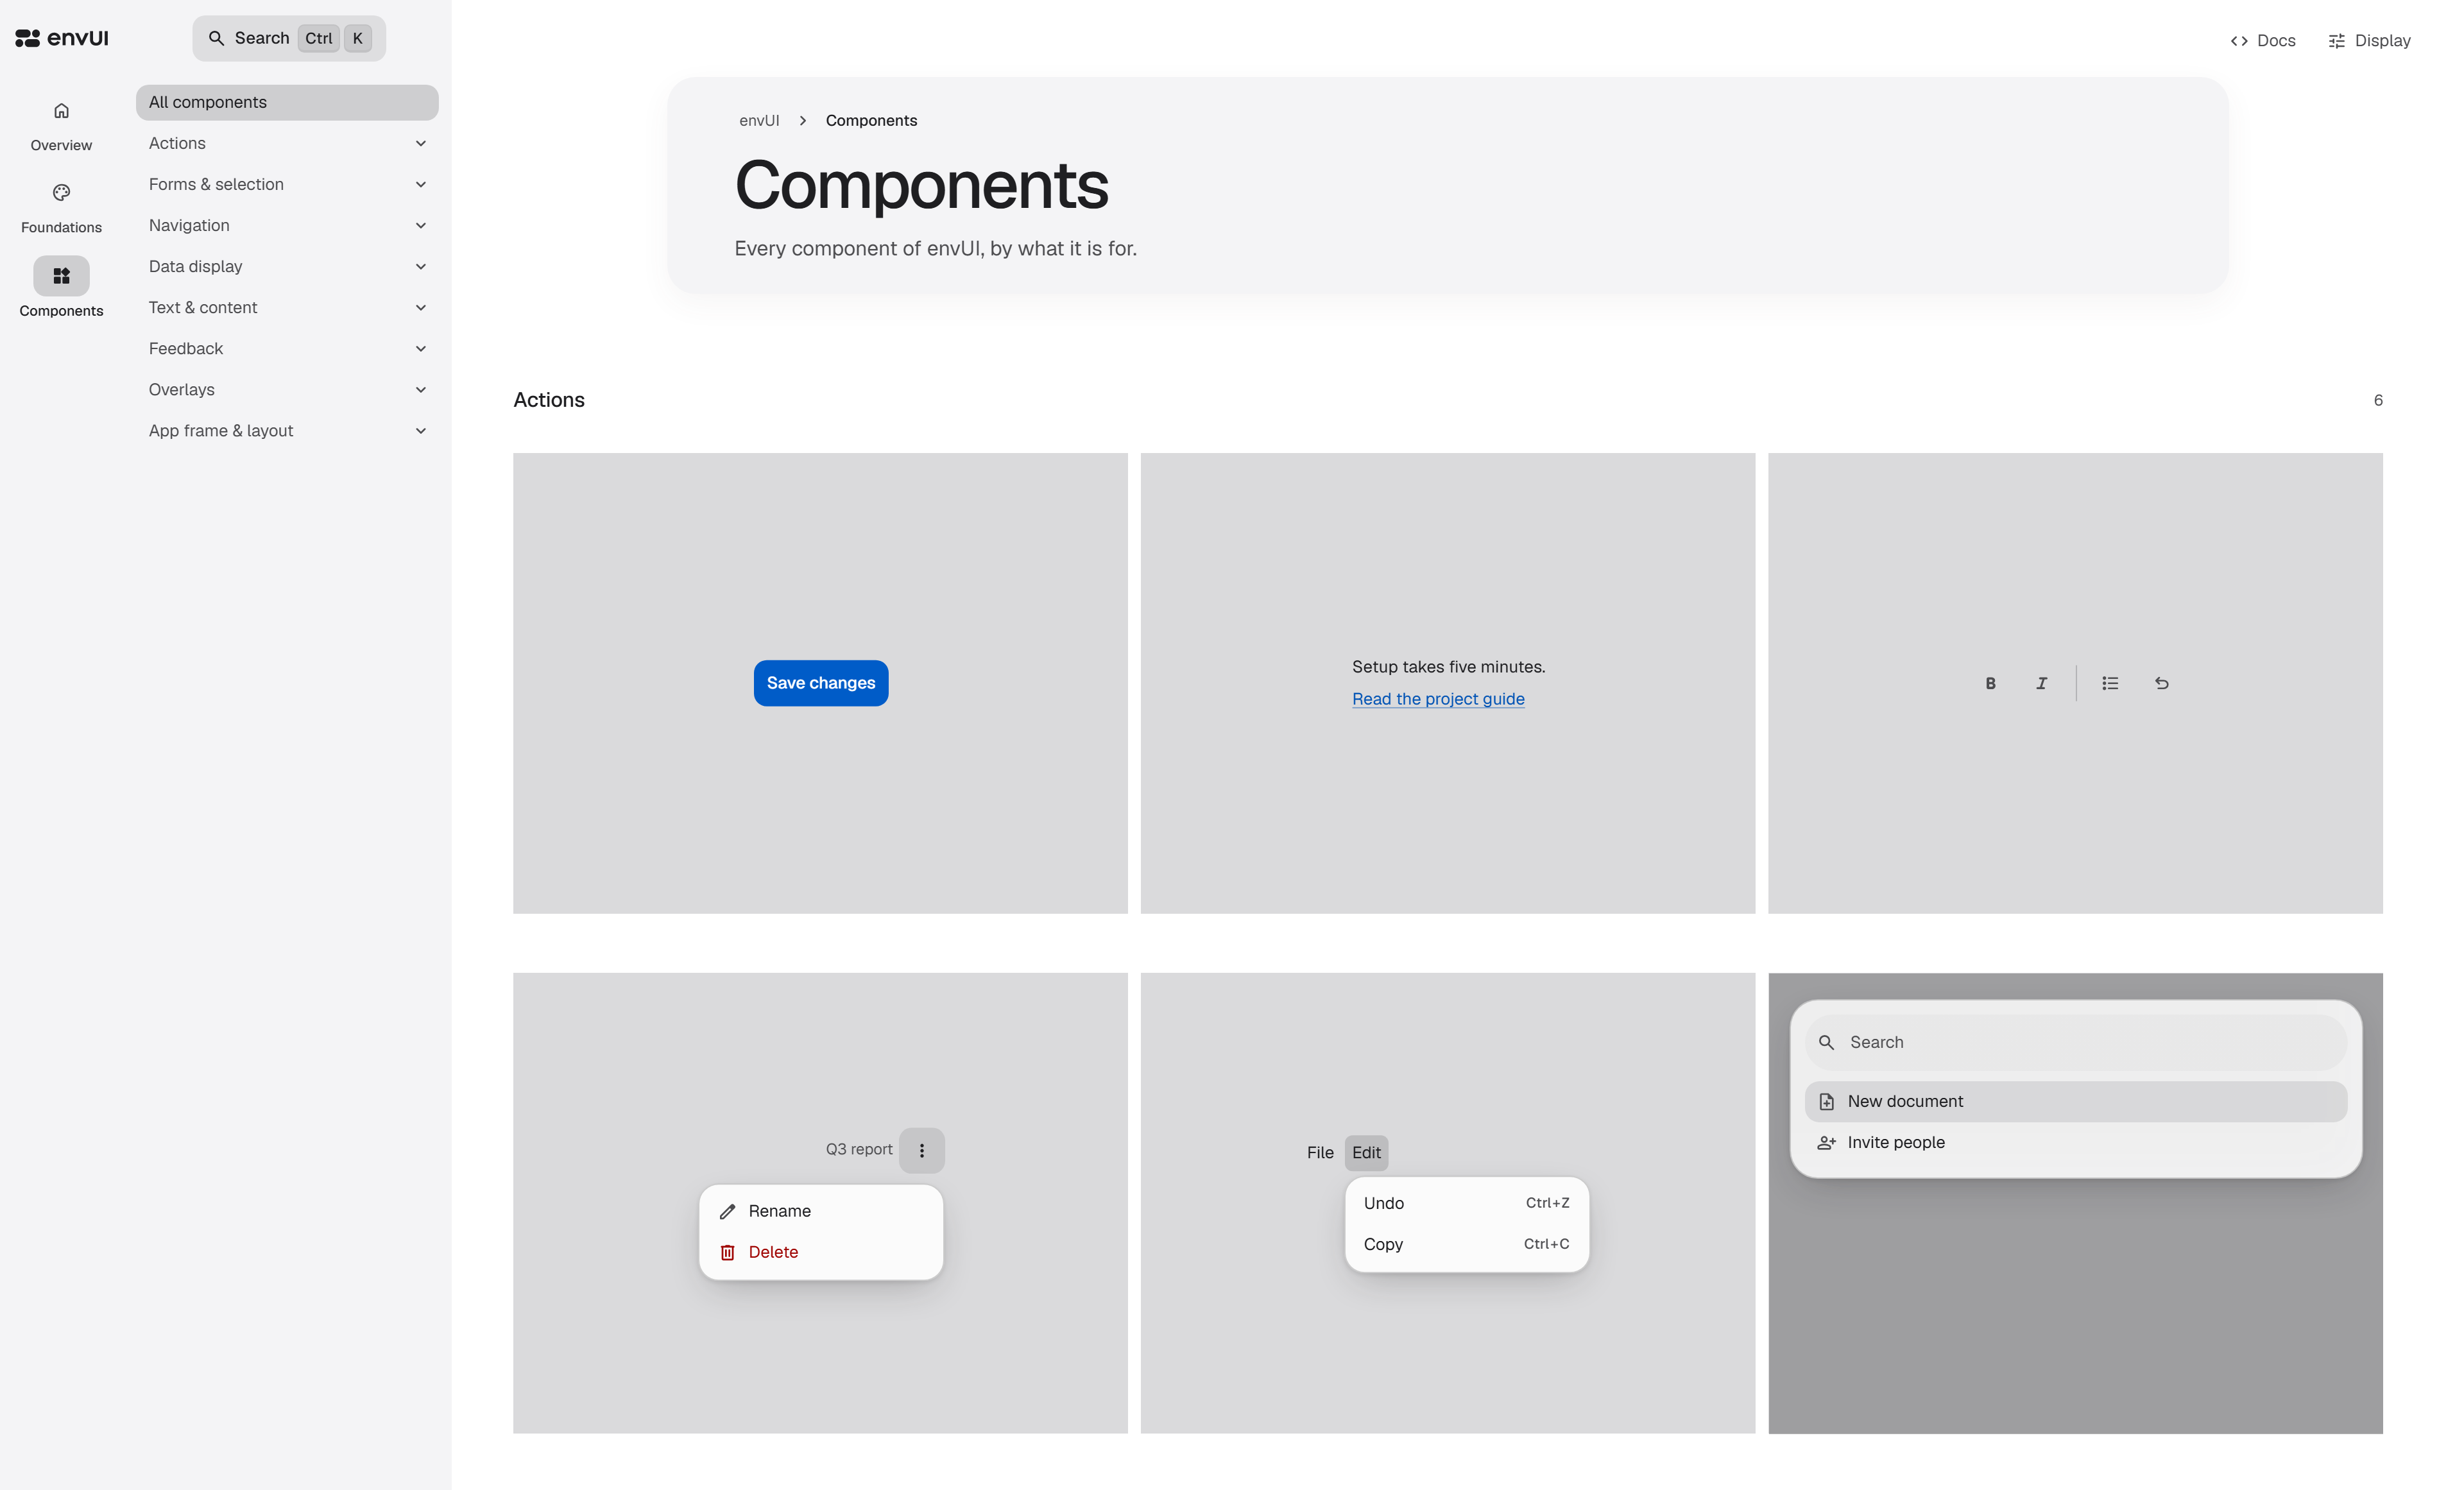 envUI
Search Ctrl K
Overview
Foundations
Components
All components
Actions
Forms & selection
Navigation
Data display
Text & content
Feedback
Overlays
App frame & layout
Docs
Display
envUI Components
Components
Every component of envUI, by what it is for.
Actions 6
Save changes
Setup takes five minutes.
Read the project guide
B I
Q3 report
Rename
Delete
File Edit
Undo Ctrl+Z
Copy Ctrl+C
Search
New document
Invite people